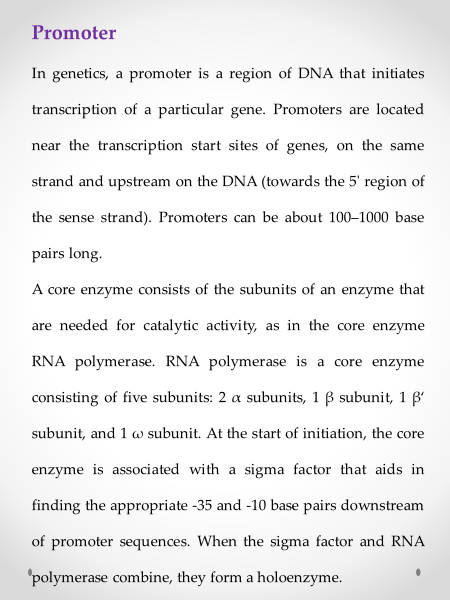 Promoter
In genetics, a promoter is a region of DNA that initiates
transcription of a particular gene. Promoters are located
near the transcription start sites of genes, on the same
strand and upstream on the DNA (towards the 5' region of
the sense strand). Promoters can be about 100–1000 base
pairs long.
A core enzyme consists of the subunits of an enzyme that
are needed for catalytic activity, as in the core enzyme
RNA polymerase. RNA polymerase is a core enzyme
consisting of five subunits: 2 α subunits, 1 β subunit, 1 β‘
subunit, and 1 ω subunit. At the start of initiation, the core
enzyme is associated with a sigma factor that aids in
finding the appropriate -35 and -10 base pairs downstream
of promoter sequences. When the sigma factor and RNA
polymerase combine, they form a holoenzyme.